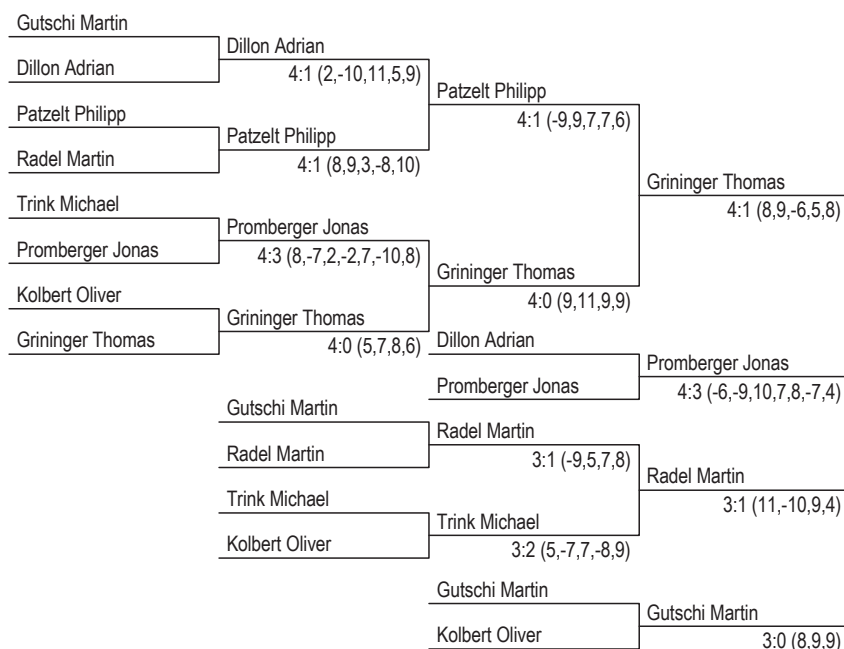 Gutschi Martin
Dillon Adrian
Dillon Adrian
4:1 (2,-10,11,5,9)
Patzelt Philipp
4:1 (-9,9,7,7,6)
Patzelt Philipp
Patzelt Philipp
4:1 (8,9,3,-8,10)
Radel Martin
Grininger Thomas
4:1 (8,9,-6,5,8)
Trink Michael
Promberger Jonas
4:3 (8,-7,2,-2,7,-10,8)
Promberger Jonas
Grininger Thomas
4:0 (9,11,9,9)
Kolbert Oliver
Grininger Thomas
4:0 (5,7,8,6)
Grininger Thomas
Dillon Adrian
Promberger Jonas
4:3 (-6,-9,10,7,8,-7,4)
Promberger Jonas
Gutschi Martin
Radel Martin
3:1 (-9,5,7,8)
Radel Martin
Radel Martin
3:1 (11,-10,9,4)
Trink Michael
Trink Michael
3:2 (5,-7,7,-8,9)
Kolbert Oliver
Gutschi Martin
Gutschi Martin
3:0 (8,9,9)
Kolbert Oliver